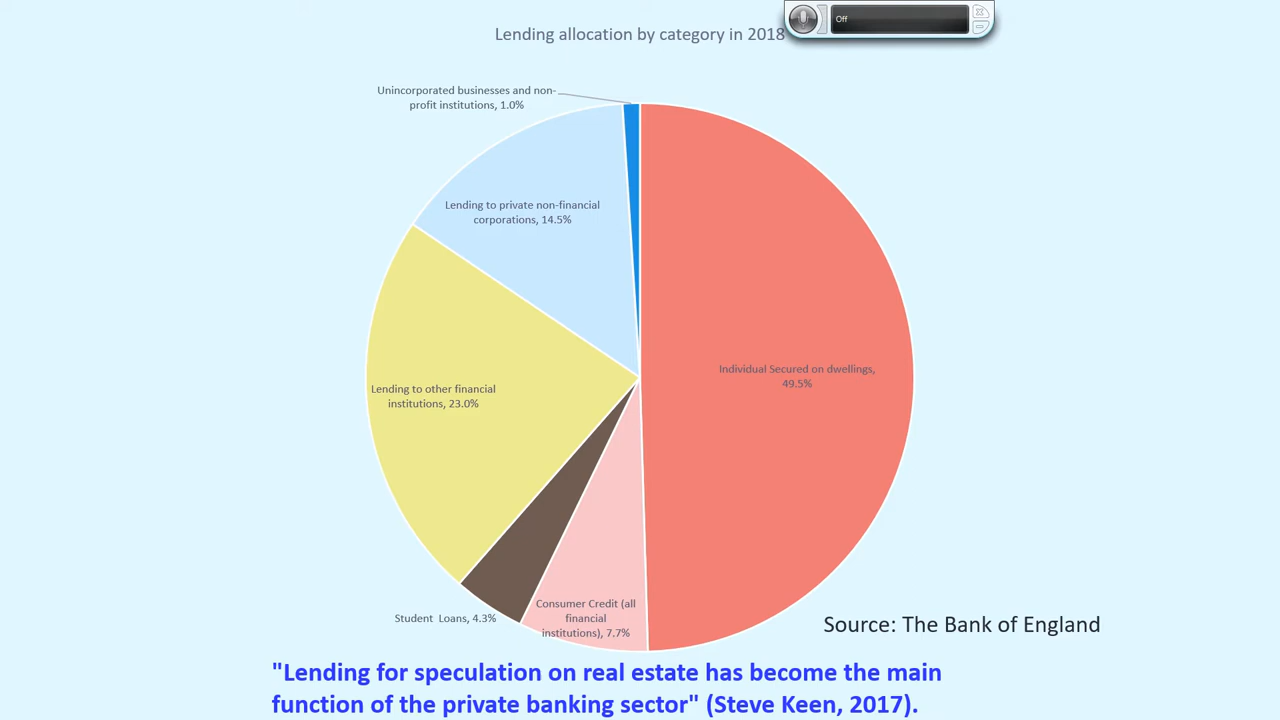 Lending allocation by category in 2018
Off
Unincorporated businesses and non-
profit institutions, 1.0%
Lending to private non-financial
corporations, 14.5%
Individual Secured on dwellings,
49.5%
Lending to other financial
institutions, 23.0%
Student Loans, 4.3%
Consumer Credit (all
financial
institutions), 7.7%
Source: The Bank of England
"Lending for speculation on real estate has become the main
function of the private banking sector" (Steve Keen, 2017).